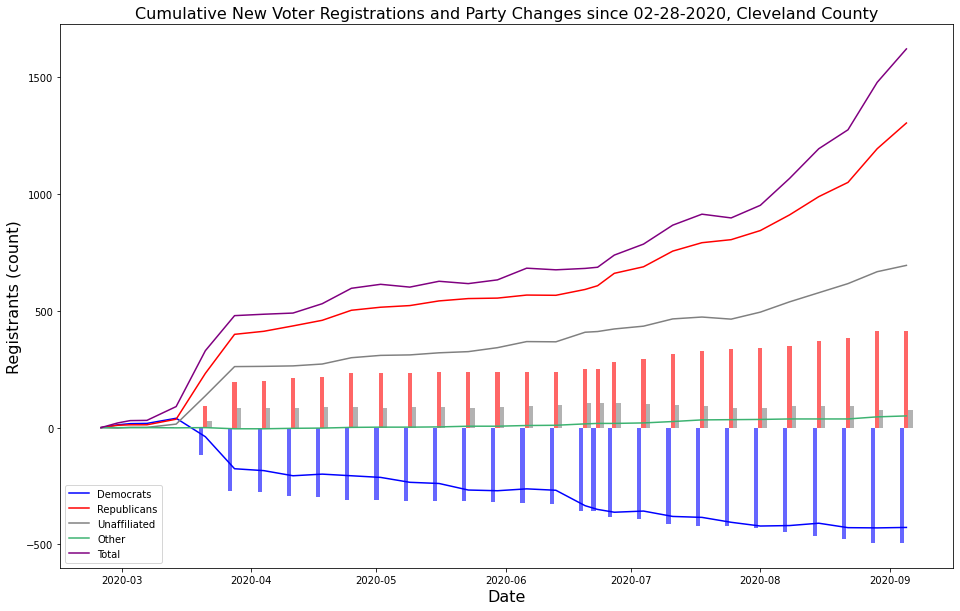 Cumulative New Voter Registrations and Party Changes since 02-28-2020, Cleveland County
Registrants (count)
1500
1000
500
0
−500
Democrats
Republicans
Unaffiliated
Other
Total
2020-03
2020-04
2020-05
2020-06
2020-07
2020-08
2020-09
Date